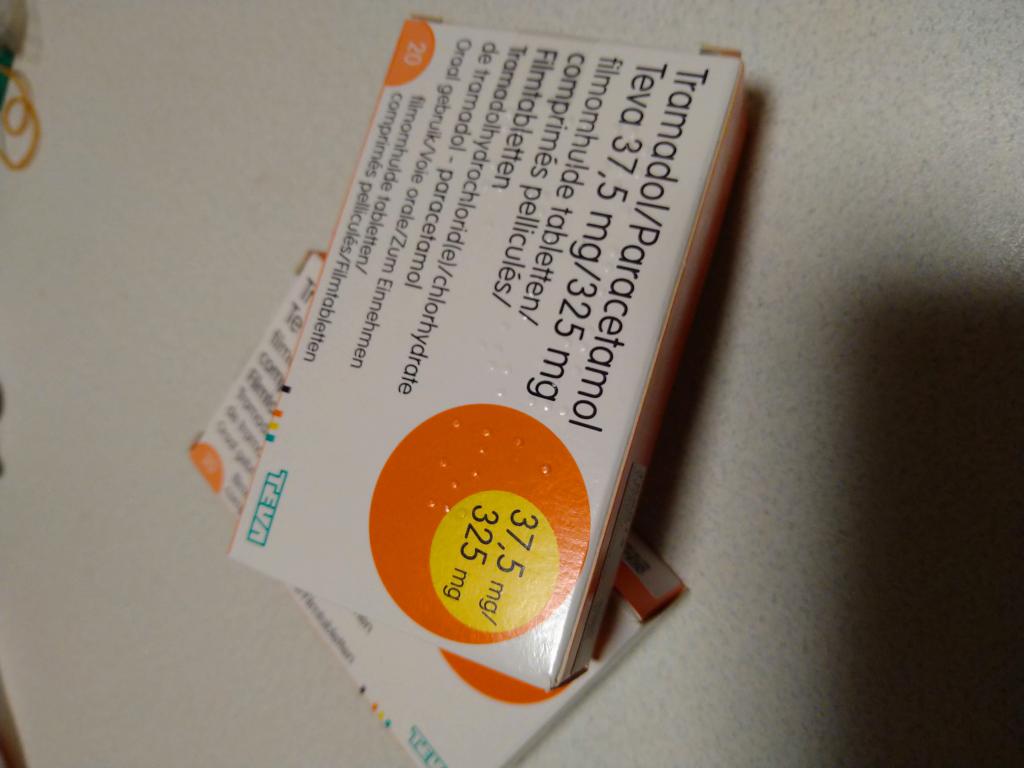 Tramadol/Paracetamol
Teva 37,5 mg/325 mg
filmomhulde tabletten/
Comprimés pelliculés/
Filmtabletten
Tramadolhydrochlorid(e)/chlorhydrate
de tramadol - paracetamol
Oraal gebruik/Voie orale/Zum Einnehmen
20
filmomhulde tabletten/
comprimés pelliculés/Filmtabletten
37,5 mg/
325 mg
TEVA